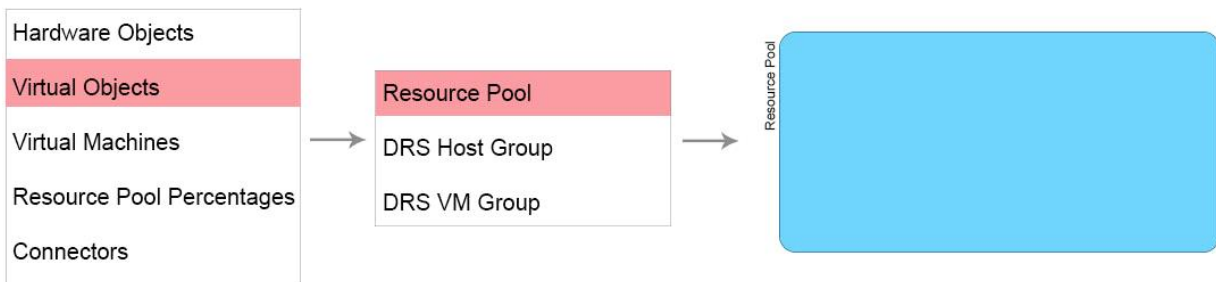 Hardware Objects
Virtual Objects
Virtual Machines
Resource Pool Percentages
Connectors
Resource Pool
DRS Host Group
DRS VM Group
Resource Pool